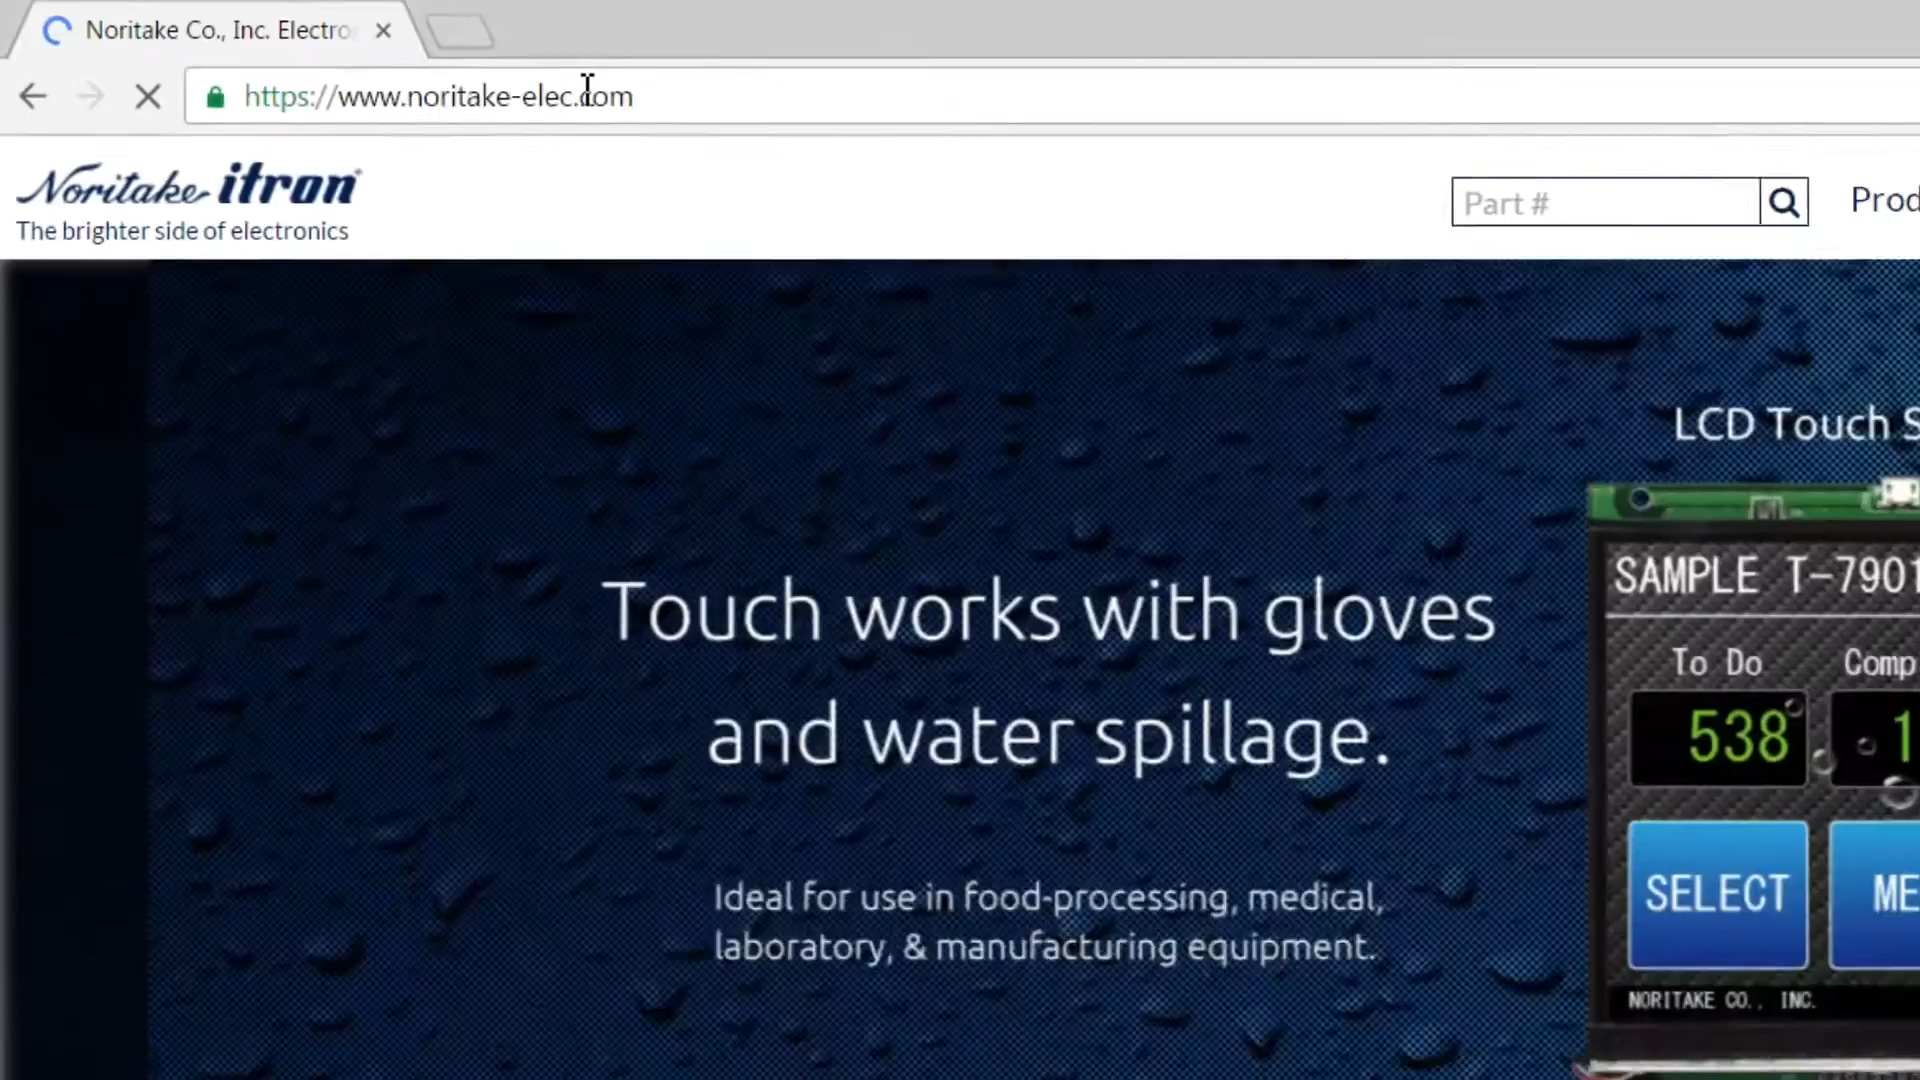 Noritake Co., Inc. Electro
https://www.noritake-elec.com
Noritake itron
The brighter side of electronics
Part #
Prod
LCD Touch S
Touch works with gloves
and water spillage.
Ideal for use in food-processing, medical,
laboratory, & manufacturing equipment.
SAMPLE T-7901
To Do
Comp
538
1
SELECT
ME
NORITAKE CO., INC.